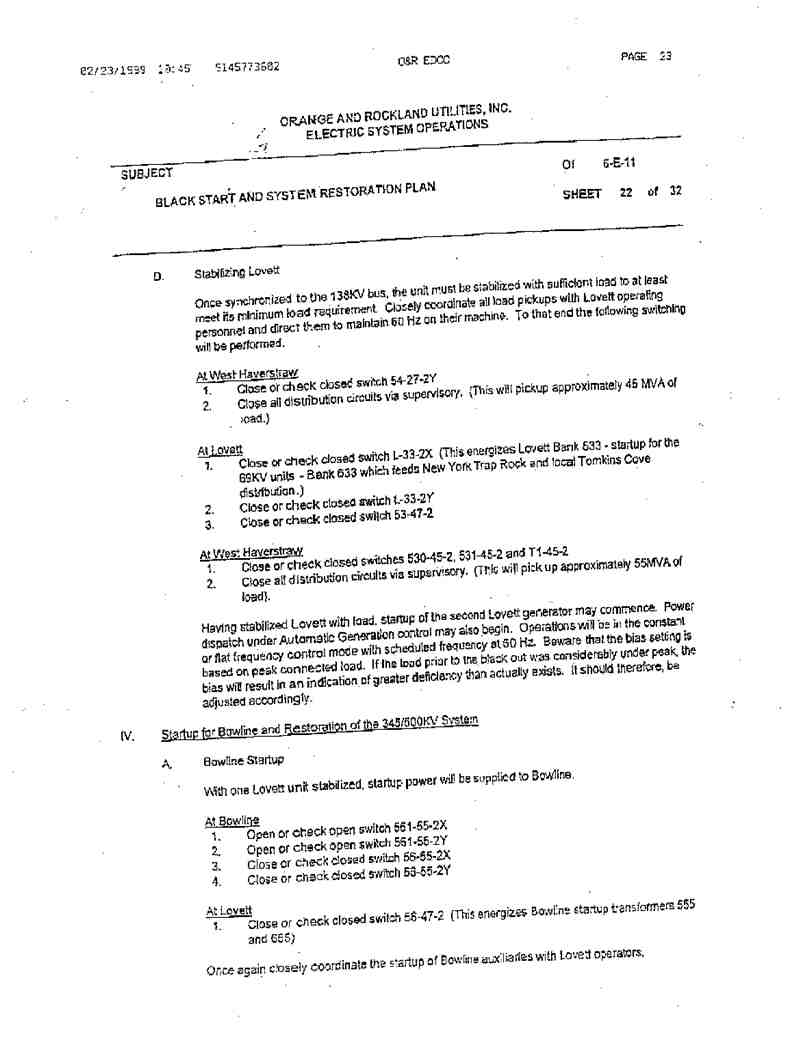 02/23/1999 10:45 9145773682 O&R EDCC PAGE 23
ORANGE AND ROCKLAND UTILITIES, INC.
ELECTRIC SYSTEM OPERATIONS
SUBJECT
OI 6-E-11
BLACK START AND SYSTEM RESTORATION PLAN
SHEET 22 of 32
D. Stabilizing Lovett
Once synchronized to the 138KV bus, the unit must be stabilized with sufficient load to at least
meet its minimum load requirement. Closely coordinate all load pickups with Lovett operating
personnel and direct them to maintain 60 Hz on their machine. To that end the following switching
will be performed.
At West Haverstraw
1. Close or check closed switch 54-27-2Y
2. Close all distribution circuits via supervisory. (This will pickup approximately 45 MVA of
load.)
At Lovett
1. Close or check closed switch L-33-2X (This energizes Lovett Bank 533 - startup for the
69KV units - Bank 633 which feeds New York Trap Rock and local Tomkins Cove
distribution.)
2. Close or check closed switch L-33-2Y
3. Close or check closed switch 53-47-2
At West Haverstraw
1. Close or check closed switches 530-45-2, 531-45-2 and T1-45-2
2. Close all distribution circuits via supervisory. (This will pick up approximately 55MVA of
load).
Having stabilized Lovett with load, startup of the second Lovett generator may commence. Power
dispatch under Automatic Generation control may also begin. Operations will be in the constant
or flat frequency control mode with scheduled frequency at 60 Hz. Beware that the bias setting is
based on peak connected load. If the load prior to the black out was considerably under peak, the
bias will result in an indication of greater deficiency than actually exists. It should therefore, be
adjusted accordingly.
IV. Startup for Bowline and Restoration of the 345/500KV System
A. Bowline Startup
With one Lovett unit stabilized, startup power will be supplied to Bowline.
At Bowline
1. Open or check open switch 561-55-2X
2. Open or check open switch 561-55-2Y
3. Close or check closed switch 56-55-2X
4. Close or check closed switch 56-55-2Y
At Lovett
1. Close or check closed switch 56-47-2 (This energizes Bowline startup transformers 555
and 655)
Once again closely coordinate the startup of Bowline auxiliaries with Lovett operators.